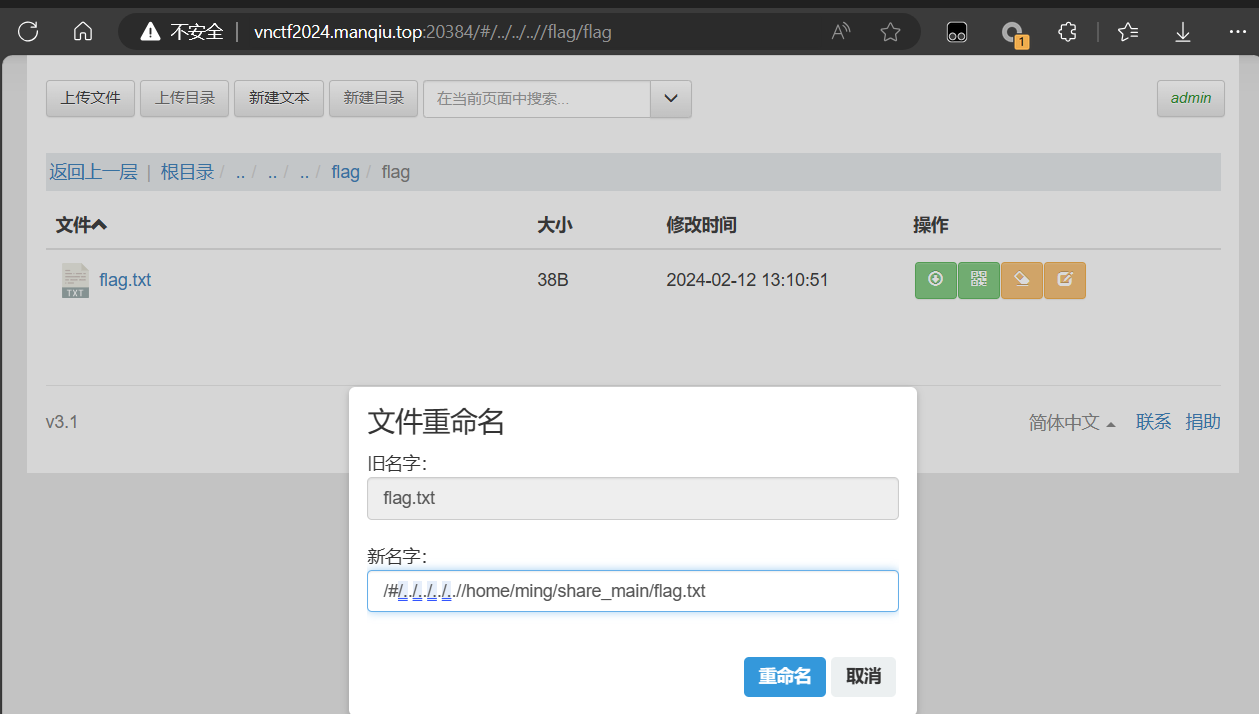 不安全 | vnctf2024.manqiu.top:20384/#/../../..//flag/flag A 1
上传文件 上传目录 新建文本 新建目录 在当前页面中搜索... admin
返回上一层 | 根目录 / .. / .. / .. / flag / flag
文件 大小 修改时间 操作
TXT flag.txt 38B 2024-02-12 13:10:51
文件重命名
v3.1 简体中文 联系 捐助
旧名字:
flag.txt
新名字:
/#/../../../..//home/ming/share_main/flag.txt
重命名 取消